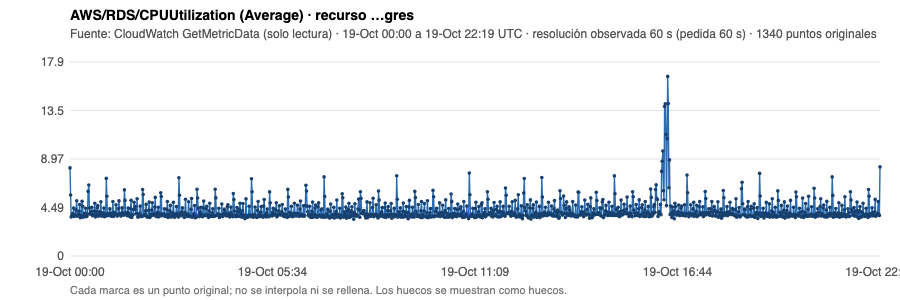 AWS/RDS/CPUUtilization (Average) · recurso …gres
Fuente: CloudWatch GetMetricData (solo lectura) · 19-Oct 00:00 a 19-Oct 22:19 UTC · resolución observada 60 s (pedida 60 s) · 1340 puntos originales
17.9
13.5
8.97
4.49
0
19-Oct 00:00 19-Oct 05:34 19-Oct 11:09 19-Oct 16:44 19-Oct 22:
Cada marca es un punto original; no se interpola ni se rellena. Los huecos se muestran como huecos.